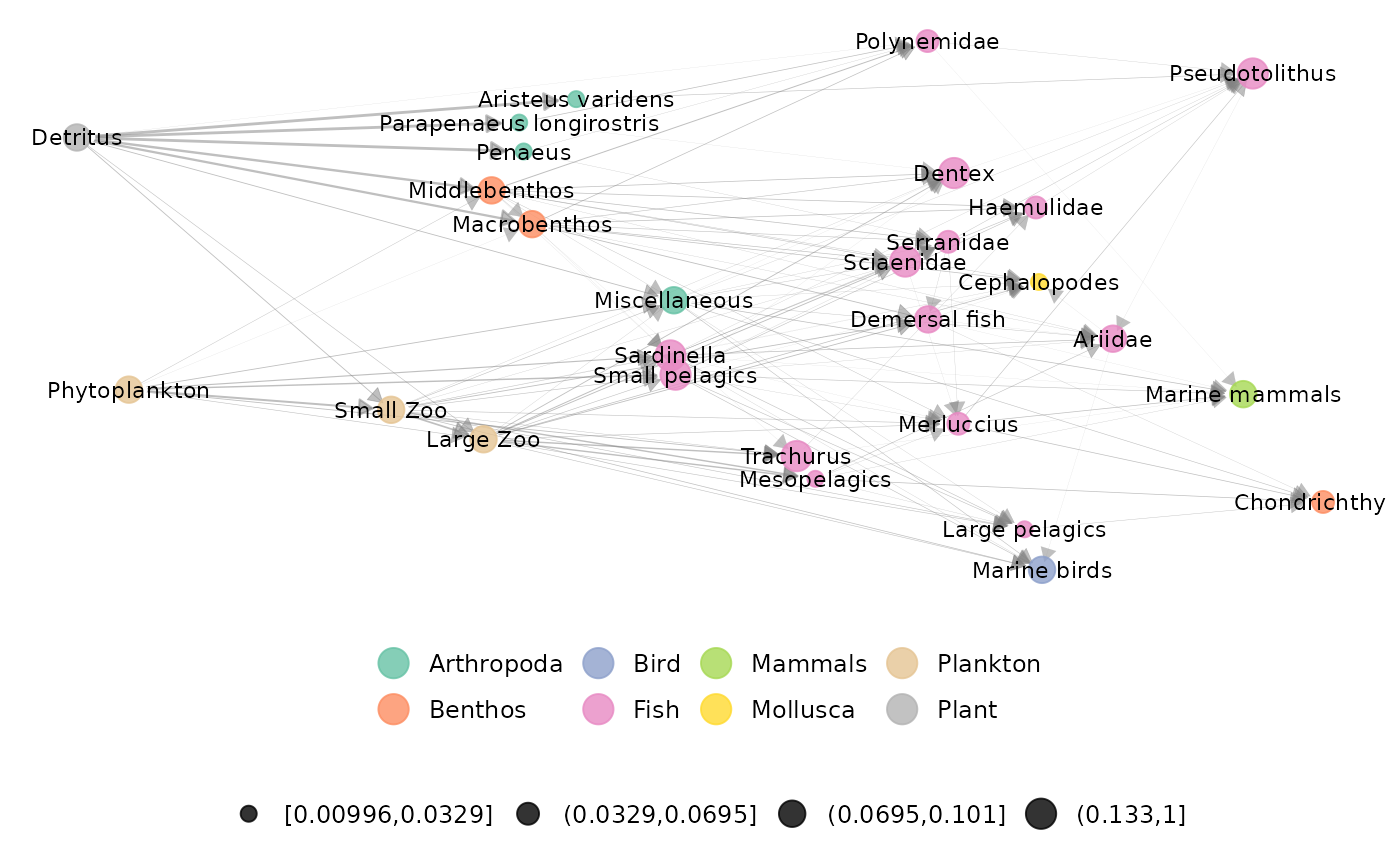 Polynemidae
Pseudotolithus
Aristeus varidens
Parapenaeus longirostris
Detritus
Penaeus
Dentex
Middlebenthos
Haemulidae
Macrobenthos
Serranidae
Sciaenidae
Cephalopodes
Miscellaneous
Demersal fish
Ariidae
Sardinella
Small pelagics
Phytoplankton
Marine mammals
Small Zoo
Merluccius
Large Zoo
Trachurus
Mesopelagics
Chondrichthy
Large pelagics
Marine birds
Arthropoda Bird Mammals Plankton
Benthos Fish Mollusca Plant
[0.00996,0.0329] (0.0329,0.0695] (0.0695,0.101] (0.133,1]